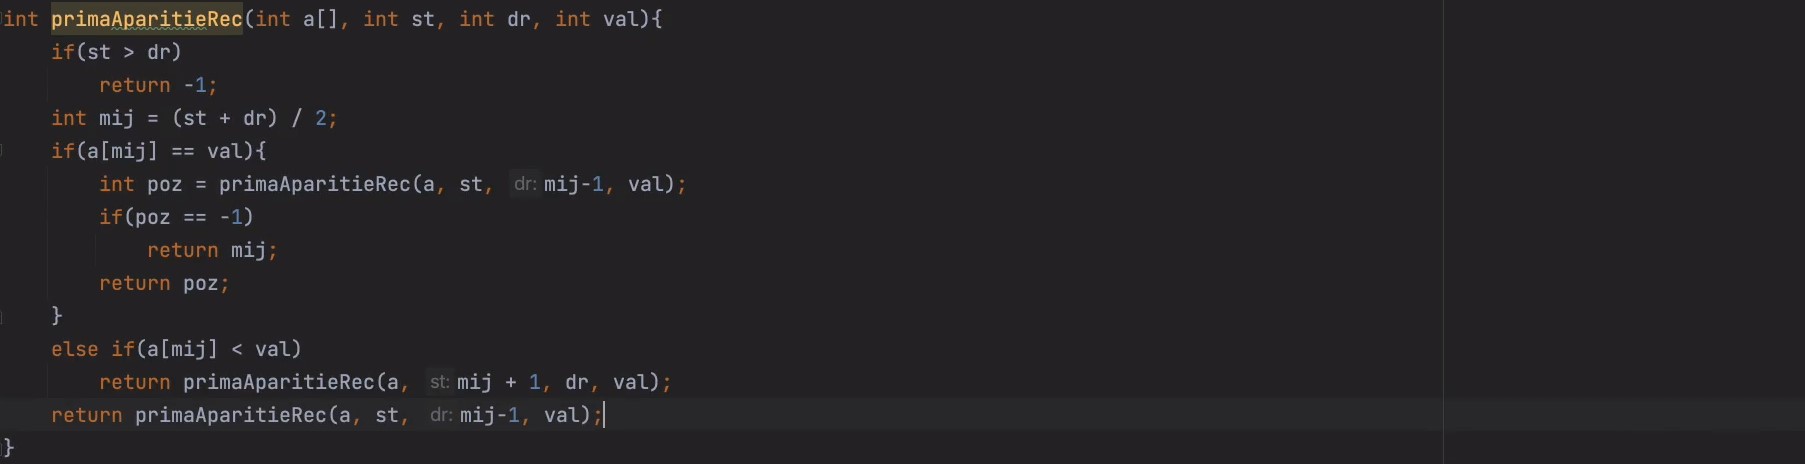 int primaAparitieRec(int a[], int st, int dr, int val){
    if(st > dr)
        return -1;
    int mij = (st + dr) / 2;
    if(a[mij] == val){
        int poz = primaAparitieRec(a, st, dr: mij-1, val);
        if(poz == -1)
            return mij;
        return poz;
    }
    else if(a[mij] < val)
        return primaAparitieRec(a, st: mij + 1, dr, val);
    return primaAparitieRec(a, st, dr: mij-1, val);
}